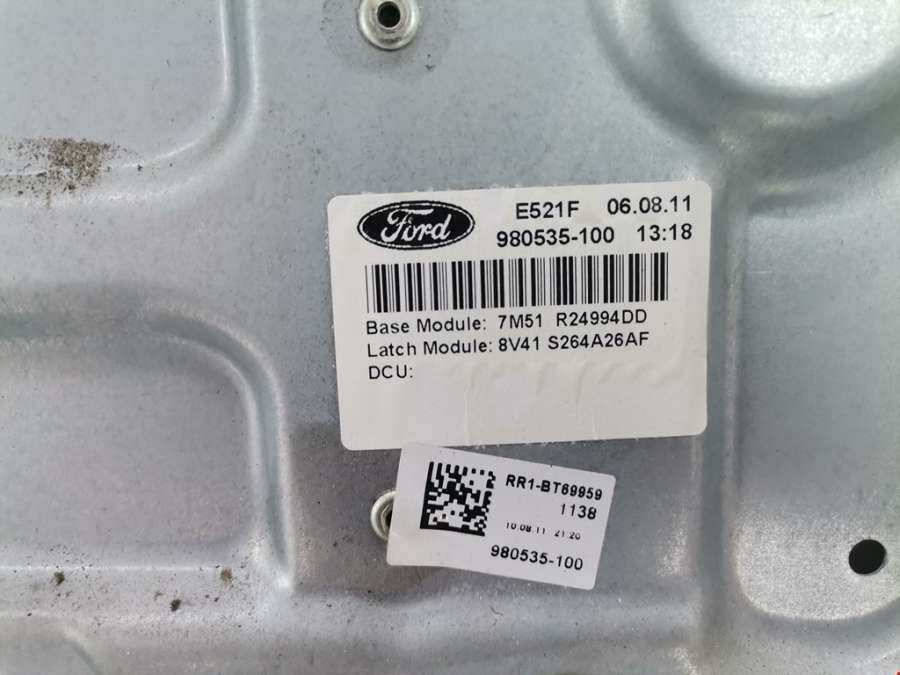 Ford
E521F 06.08.11
980535-100 13:18
Base Module: 7M51 R24994DD
Latch Module: 8V41 S264A26AF
DCU:
RR1-BT69959
1138
10.08.11 21:20
980535-100